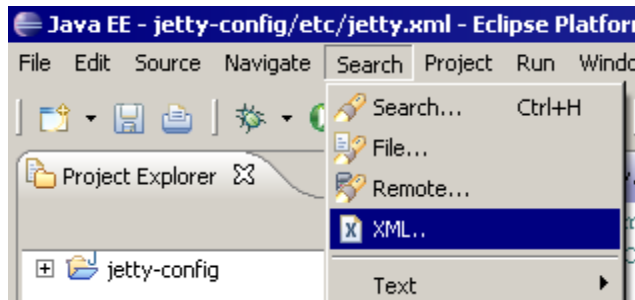 Java EE - jetty-config/etc/jetty.xml - Eclipse Platfor
File Edit Source Navigate Search Project Run Windo
Search... Ctrl+H
File...
Project Explorer
Remote...
XML..
jetty-config
Text